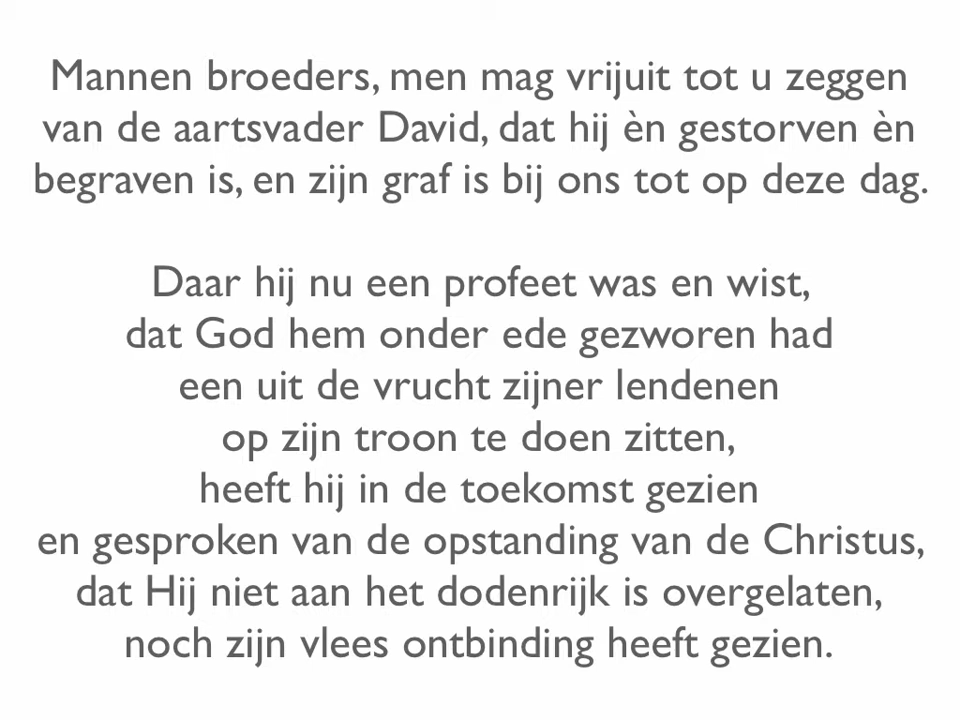 Mannen broeders, men mag vrijuit tot u zeggen
van de aartsvader David, dat hij èn gestorven èn
begraven is, en zijn graf is bij ons tot op deze dag.
Daar hij nu een profeet was en wist,
dat God hem onder ede gezworen had
een uit de vrucht zijner lendenen
op zijn troon te doen zitten,
heeft hij in de toekomst gezien
en gesproken van de opstanding van de Christus,
dat Hij niet aan het dodenrijk is overgelaten,
noch zijn vlees ontbinding heeft gezien.